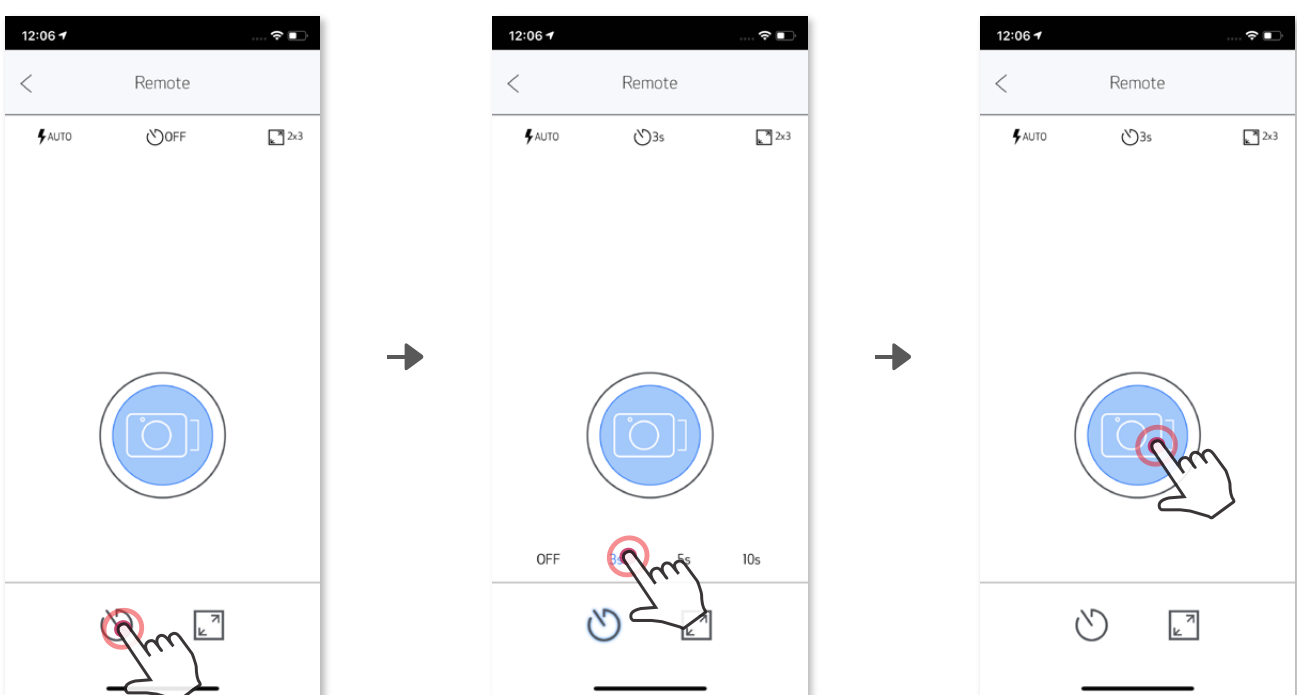 12:06
Remote
AUTO OFF 2x3
12:06
Remote
AUTO 3s 2x3
OFF 3s 5s 10s
12:06
Remote
AUTO 3s 2x3